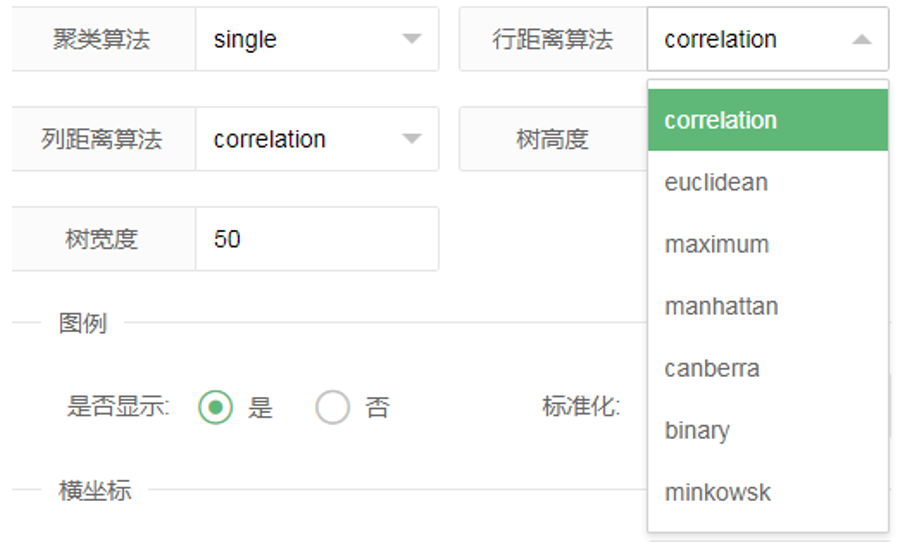 聚类算法 single 行距离算法 correlation
correlation
列距离算法 correlation 树高度
euclidean
树宽度 50
maximum
manhattan
图例
canberra
是否显示: 是 否 标准化:
binary
横坐标
minkowsk